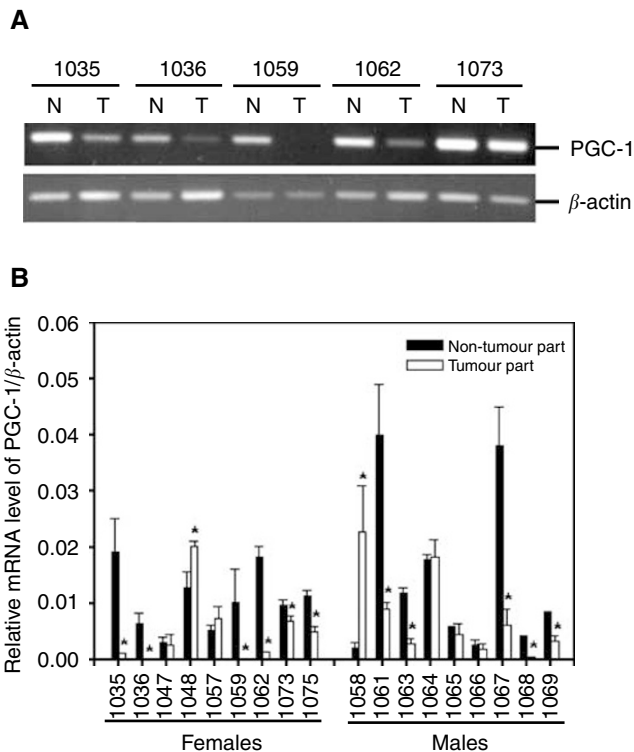 A
1035 1036 1059 1062 1073
N T N T N T N T N T
PGC-1
β-actin
B
Relative mRNA level of PGC-1/β-actin
0.06
0.05
0.04
0.03
0.02
0.01
0.00
Non-tumour part
Tumour part
* * * * * * * * * * * * *
1035 1036 1047 1048 1057 1059 1062 1073 1075 1058 1061 1063 1064 1065 1066 1067 1068 1069
Females Males